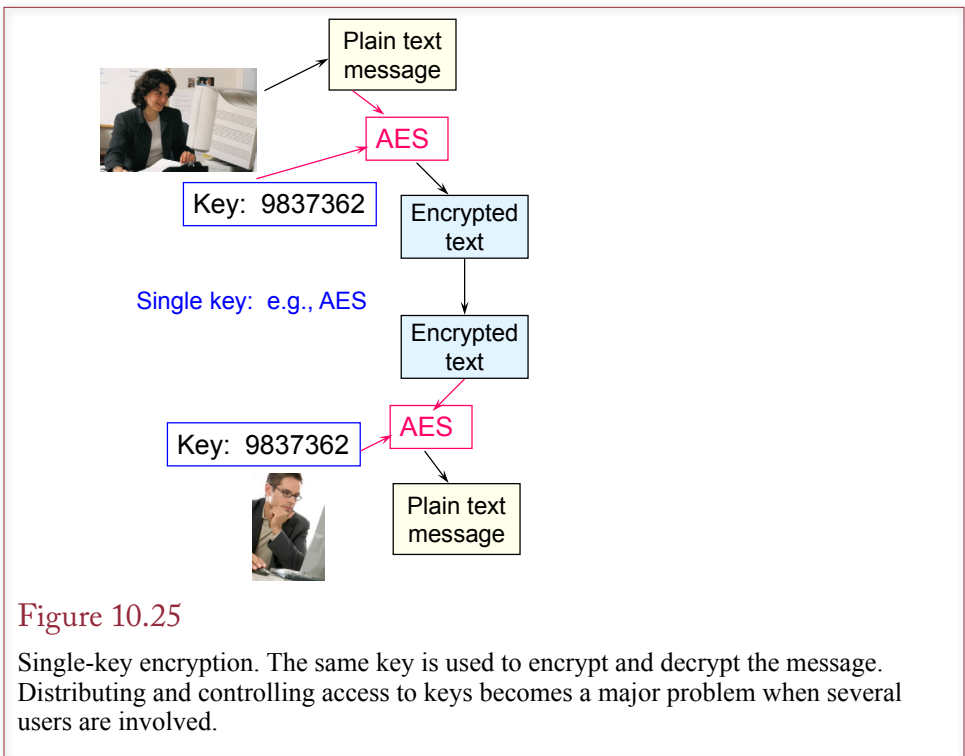 Plain text
message
AES
Key: 9837362
Encrypted
text
Single key: e.g., AES
Encrypted
text
AES
Key: 9837362
Plain text
message
Figure 10.25
Single-key encryption. The same key is used to encrypt and decrypt the message.
Distributing and controlling access to keys becomes a major problem when several
users are involved.